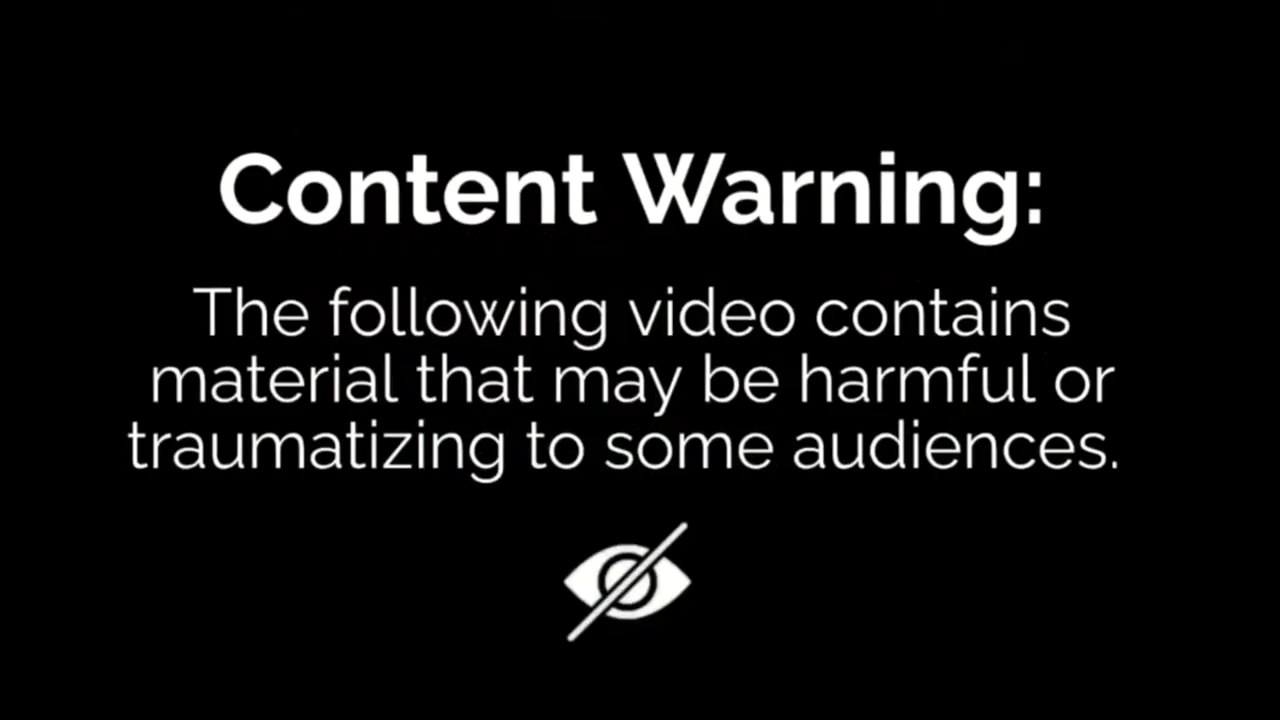 Content Warning:
The following video contains
material that may be harmful or
traumatizing to some audiences.